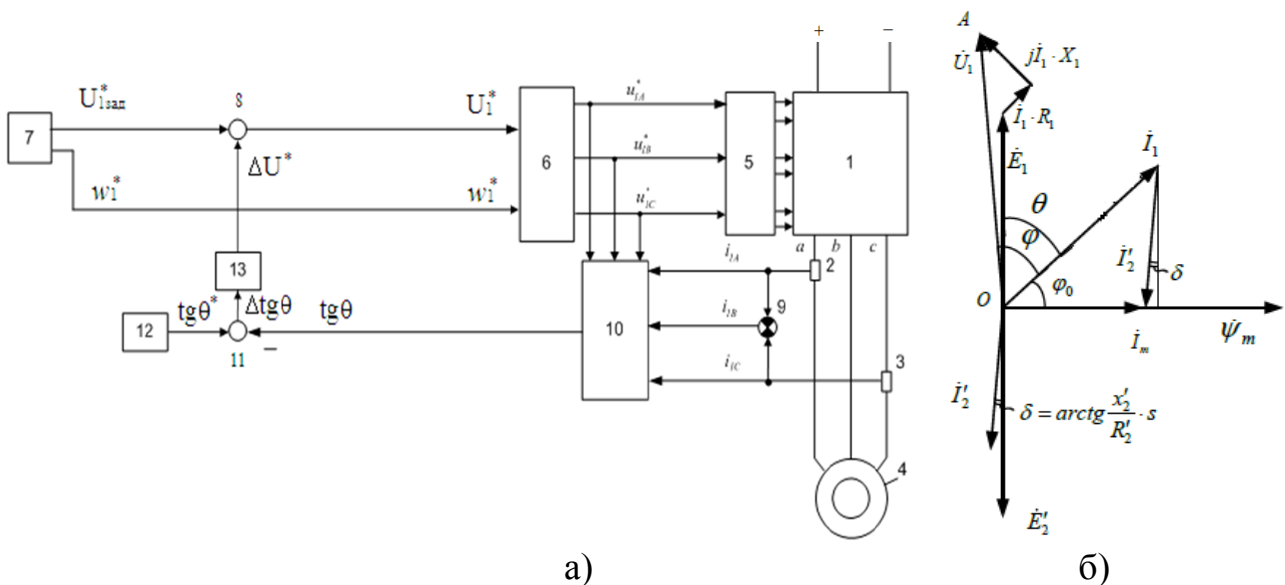 + −
U*1зад 8 U*1 u*1A
7 6 5 1
ΔU* u*1B
w*1 w*1 u*1C
a b c
13 i1A 2
tgθ* Δtgθ tgθ i1B 9
12 11 − 10
i1C 3
4
а)
A
U̇1 jİ1 · X1
İ1 · R1
Ė1 İ1
θ
φ İ′2 δ
φ0
O İm ψ̇m
İ′2 δ = arctg x′2/R′2 · s
Ė′2
б)